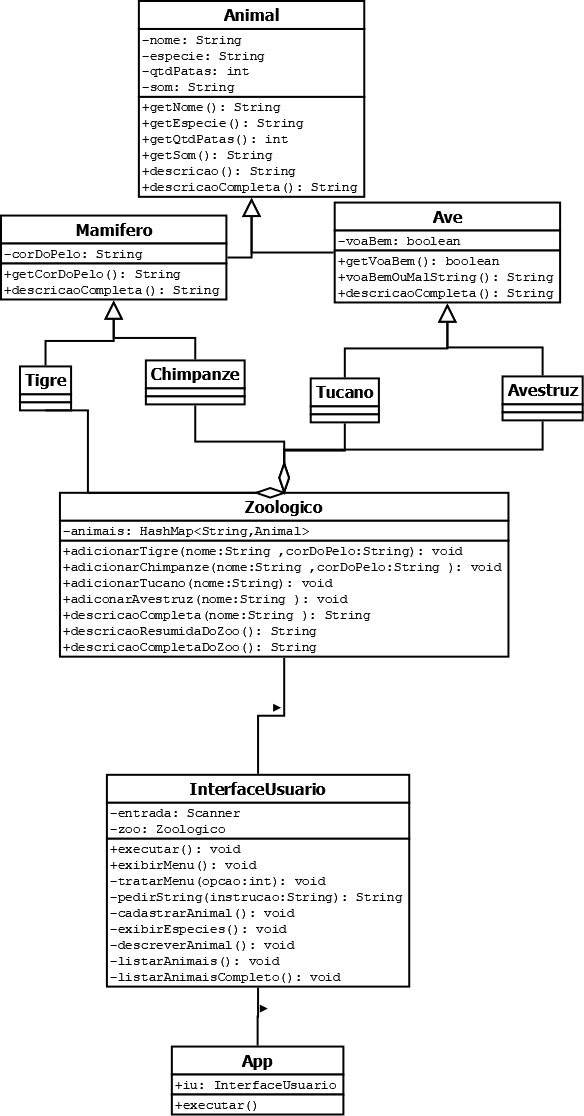 Animal
-nome: String
-especie: String
-qtdPatas: int
-som: String
+getNome(): String
+getEspecie(): String
+getQtdPatas(): int
+getSom(): String
+descricao(): String
+descricaoCompleta(): String
Mamifero
-corDoPelo: String
+getCorDoPelo(): String
+descricaoCompleta(): String
Ave
-voaBem: boolean
+getVoaBem(): boolean
+voaBemOuMalString(): String
+descricaoCompleta(): String
Tigre
Chimpanze
Tucano
Avestruz
Zoologico
-animais: HashMap<String,Animal>
+adicionarTigre(nome:String ,corDoPelo:String): void
+adicionarChimpanze(nome:String ,corDoPelo:String ): void
+adicionarTucano(nome:String): void
+adiconarAvestruz(nome:String ): void
+descricaoCompleta(nome:String ): String
+descricaoResumidaDoZoo(): String
+descricaoCompletaDoZoo(): String
InterfaceUsuario
-entrada: Scanner
-zoo: Zoologico
+executar(): void
+exibirMenu(): void
-tratarMenu(opcao:int): void
-pedirString(instrucao:String): String
-cadastrarAnimal(): void
-exibirEspecies(): void
-descreverAnimal(): void
-listarAnimais(): void
-listarAnimaisCompleto(): void
App
+iu: InterfaceUsuario
+executar()